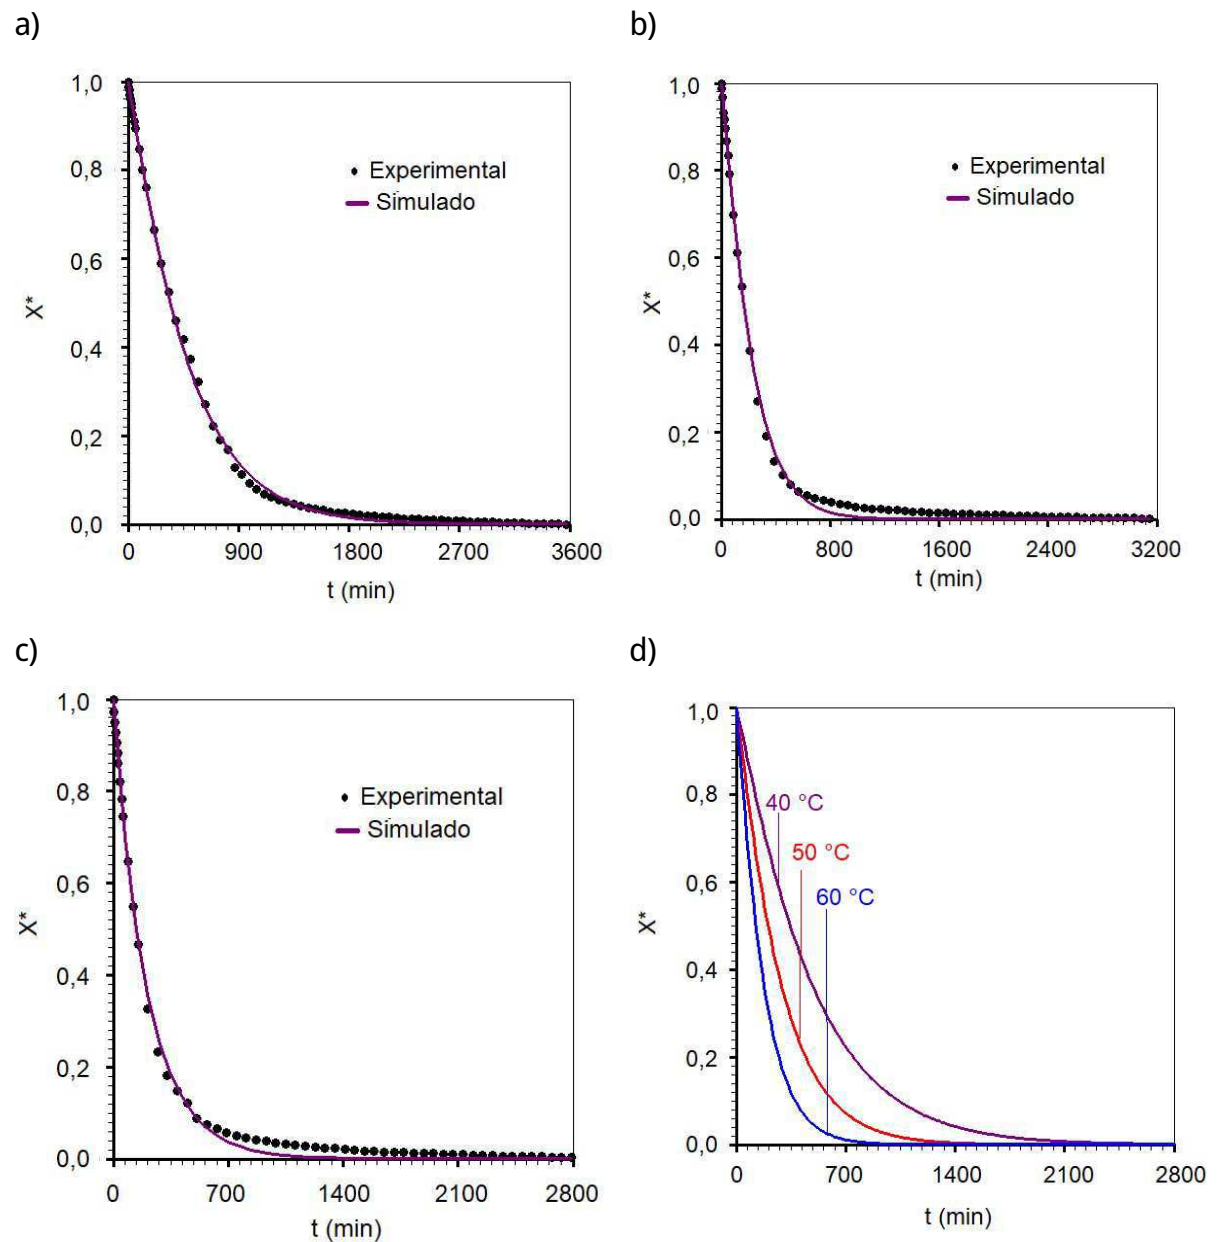 a)
1,0
0,8
0,6
0,4
0,2
0,0
X*
Experimental
Simulado
0 900 1800 2700 3600
t (min)
b)
1,0
0,8
0,6
0,4
0,2
0,0
X*
Experimental
Simulado
0 800 1600 2400 3200
t (min)
c)
1,0
0,8
0,6
0,4
0,2
0,0
X*
Experimental
Simulado
0 700 1400 2100 2800
t (min)
d)
1,0
0,8
0,6
0,4
0,2
0,0
X*
40 °C
50 °C
60 °C
0 700 1400 2100 2800
t (min)